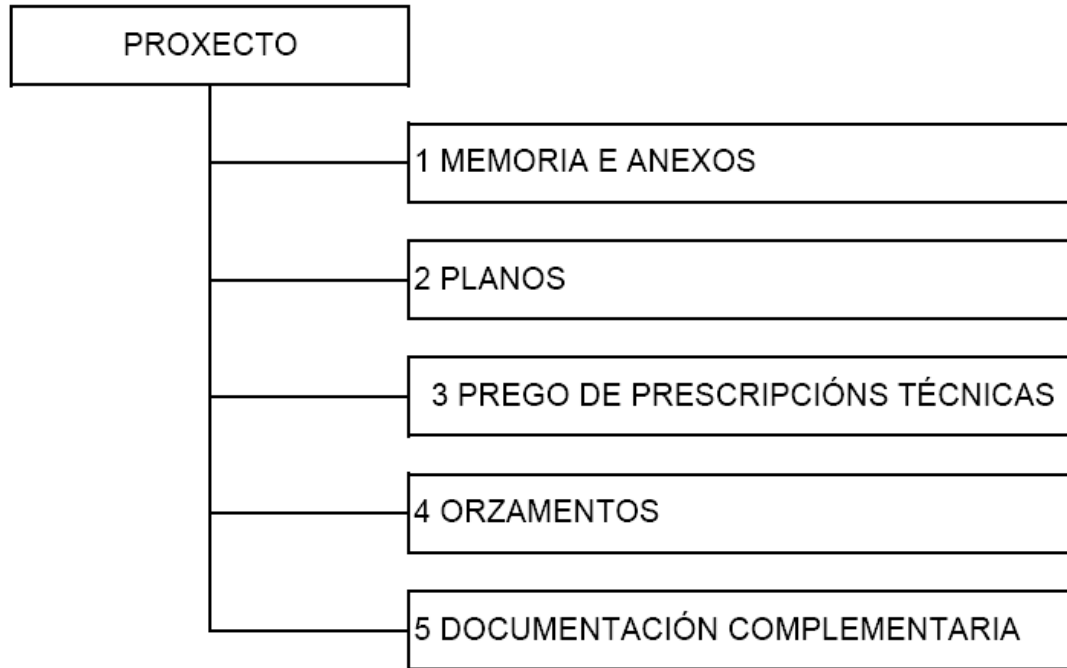 PROXECTO
1 MEMORIA E ANEXOS
2 PLANOS
3 PREGO DE PRESCRIPCIÓNS TÉCNICAS
4 ORZAMENTOS
5 DOCUMENTACIÓN COMPLEMENTARIA